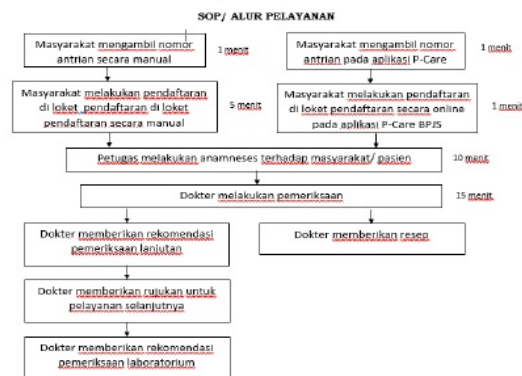 SOP/ ALUR PELAYANAN
Masyarakat mengambil nomor
antrian secara manual
1 menit
Masyarakat mengambil nomor
antrian pada aplikasi P-Care
1 menit
Masyarakat melakukan pendaftaran
di loket pendaftaran di loket
pendaftaran secara manual
5 menit
Masyarakat melakukan pendaftaran
di loket pendaftaran secara online
pada aplikasi P-Care BPJS
1 menit
Petugas melakukan anamneses terhadap masyarakat/ pasien
10 menit
Dokter melakukan pemeriksaan
15 menit
Dokter memberikan rekomendasi
pemeriksaan lanjutan
Dokter memberikan resep
Dokter memberikan rujukan untuk
pelayanan selanjutnya
Dokter memberikan rekomendasi
pemeriksaan laboratorium